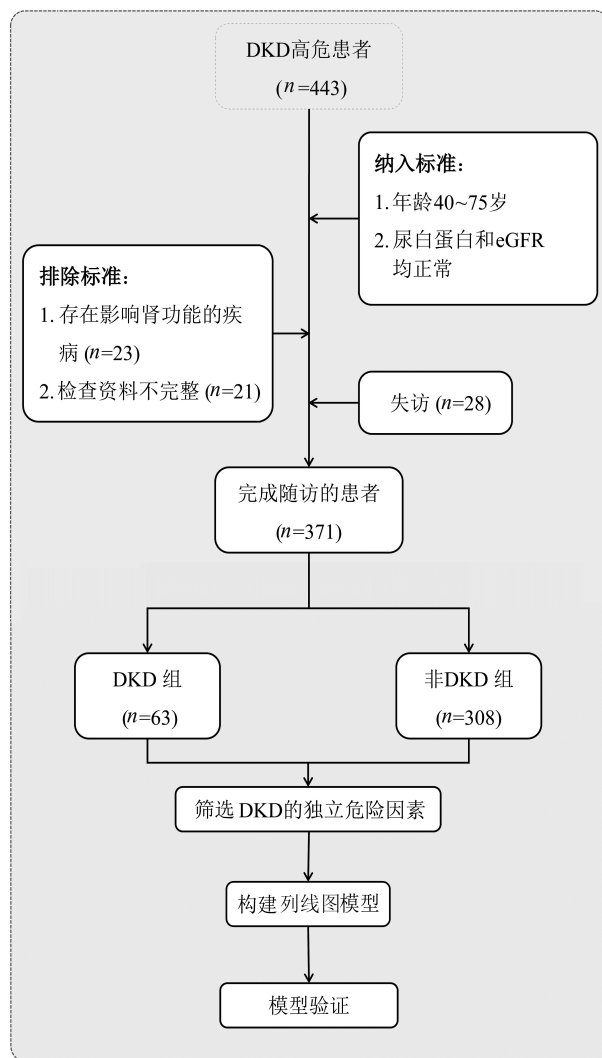 DKD高危患者
(n=443)
纳入标准：
1. 年龄40~75岁
2. 尿白蛋白和eGFR
均正常
排除标准：
1. 存在影响肾功能的疾
病 (n=23)
2. 检查资料不完整 (n=21)
失访 (n=28)
完成随访的患者
(n=371)
DKD 组
(n=63)
非DKD 组
(n=308)
筛选 DKD的独立危险因素
构建列线图模型
模型验证